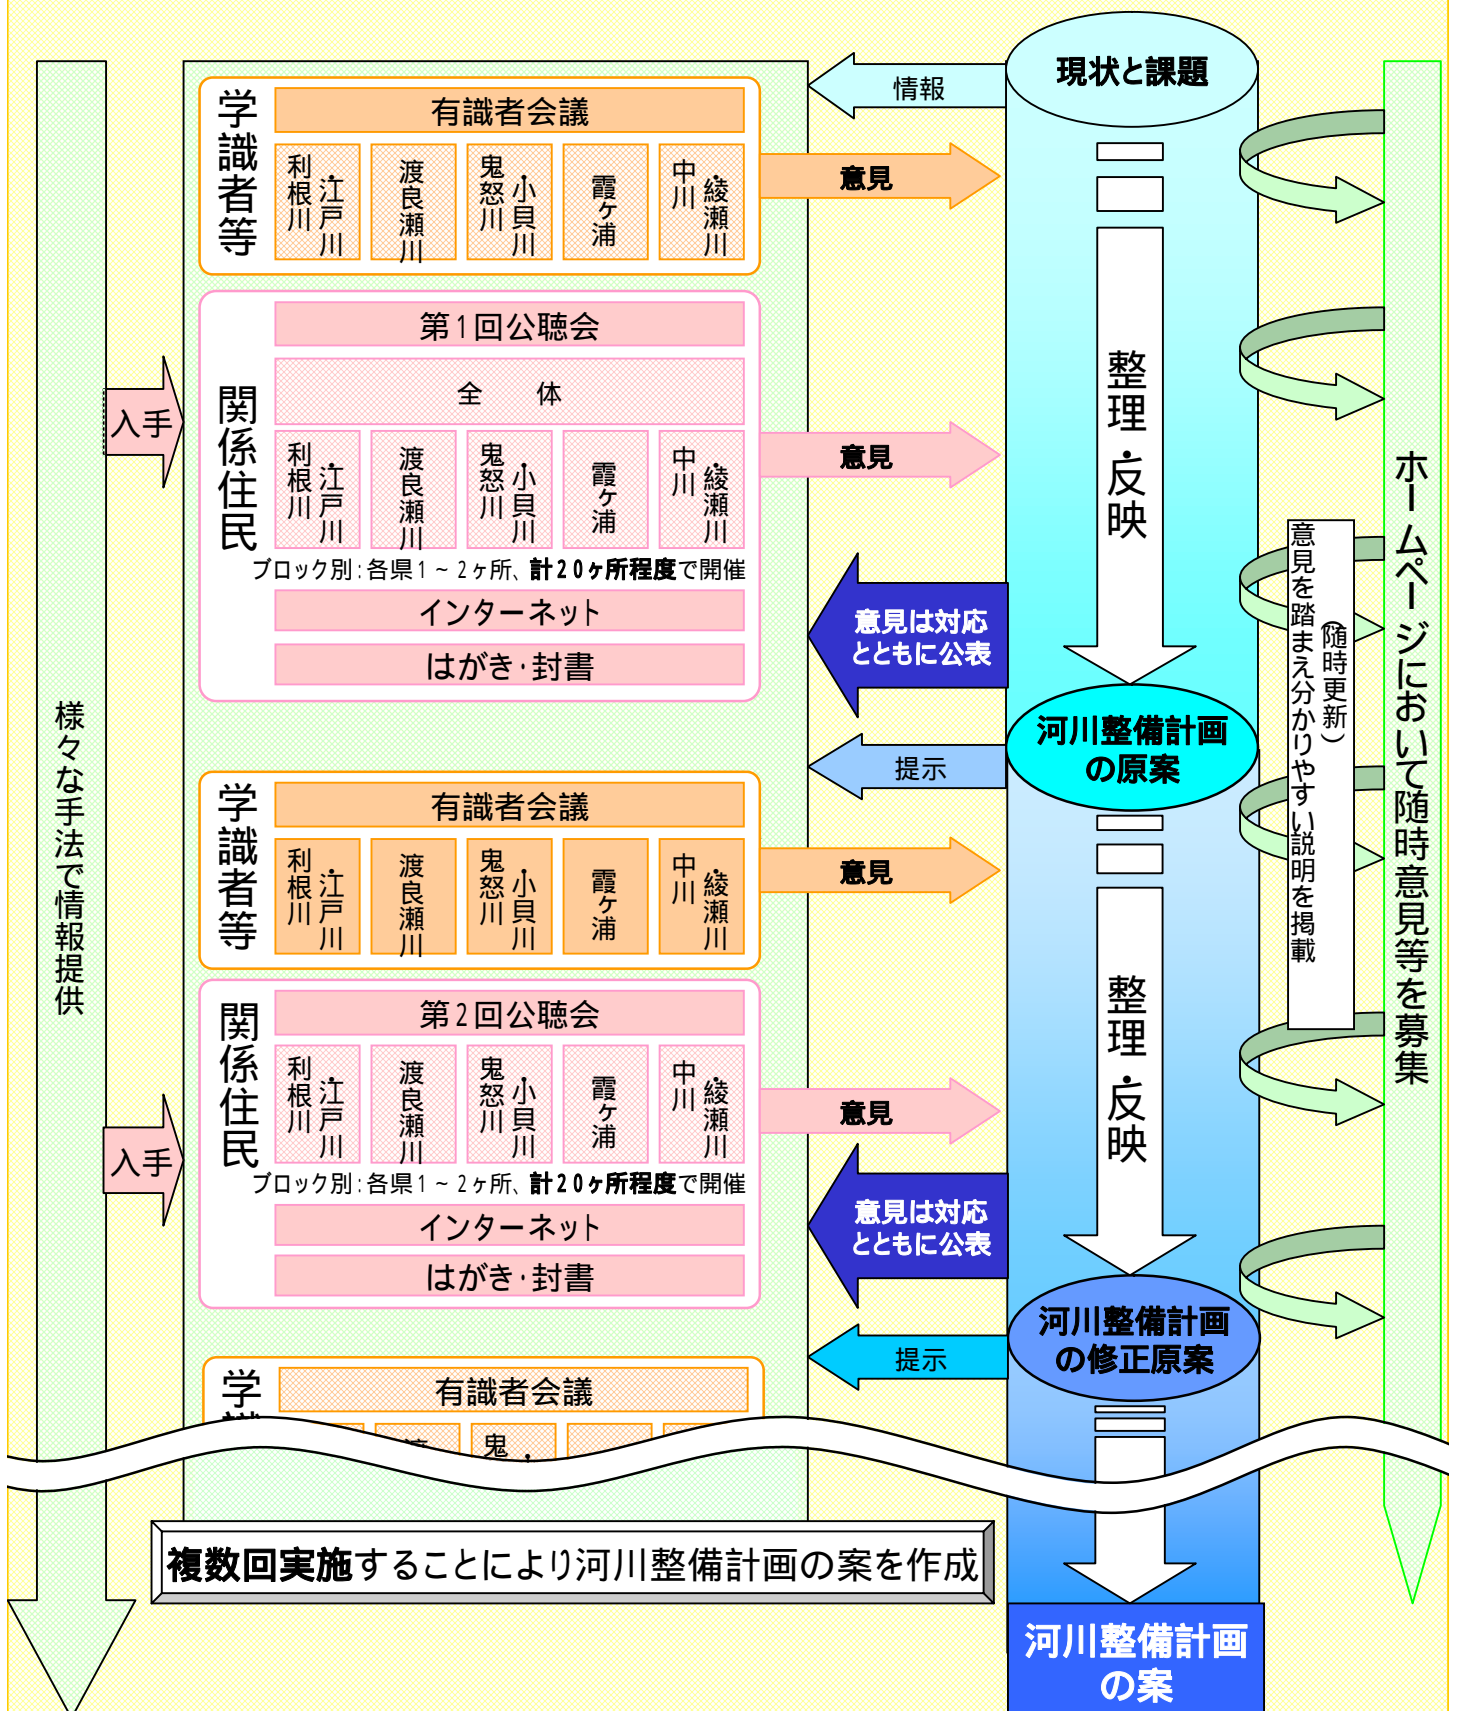 現状と課題
情報
学識者等
有識者会議
利根川・江戸川
渡良瀬川
鬼怒川・小貝川
霞ヶ浦
中川・綾瀬川
意見
関係住民
第1回公聴会
全 体
利根川・江戸川
渡良瀬川
鬼怒川・小貝川
霞ヶ浦
中川・綾瀬川
ブロック別：各県1～2ヶ所、計20ヶ所程度で開催
インターネット
はがき・封書
入手
意見
整理・反映
意見は対応
とともに公表
河川整備計画
の原案
提示
学識者等
有識者会議
利根川・江戸川
渡良瀬川
鬼怒川・小貝川
霞ヶ浦
中川・綾瀬川
意見
関係住民
第2回公聴会
利根川・江戸川
渡良瀬川
鬼怒川・小貝川
霞ヶ浦
中川・綾瀬川
ブロック別：各県1～2ヶ所、計20ヶ所程度で開催
インターネット
はがき・封書
入手
意見
整理・反映
意見は対応
とともに公表
河川整備計画
の修正原案
提示
学
有識者会議
鬼
複数回実施することにより河川整備計画の案を作成
河川整備計画
の案
様々な手法で情報提供
ホームページにおいて随時意見等を募集
（随時更新）
意見を踏まえ分かりやすい説明を掲載